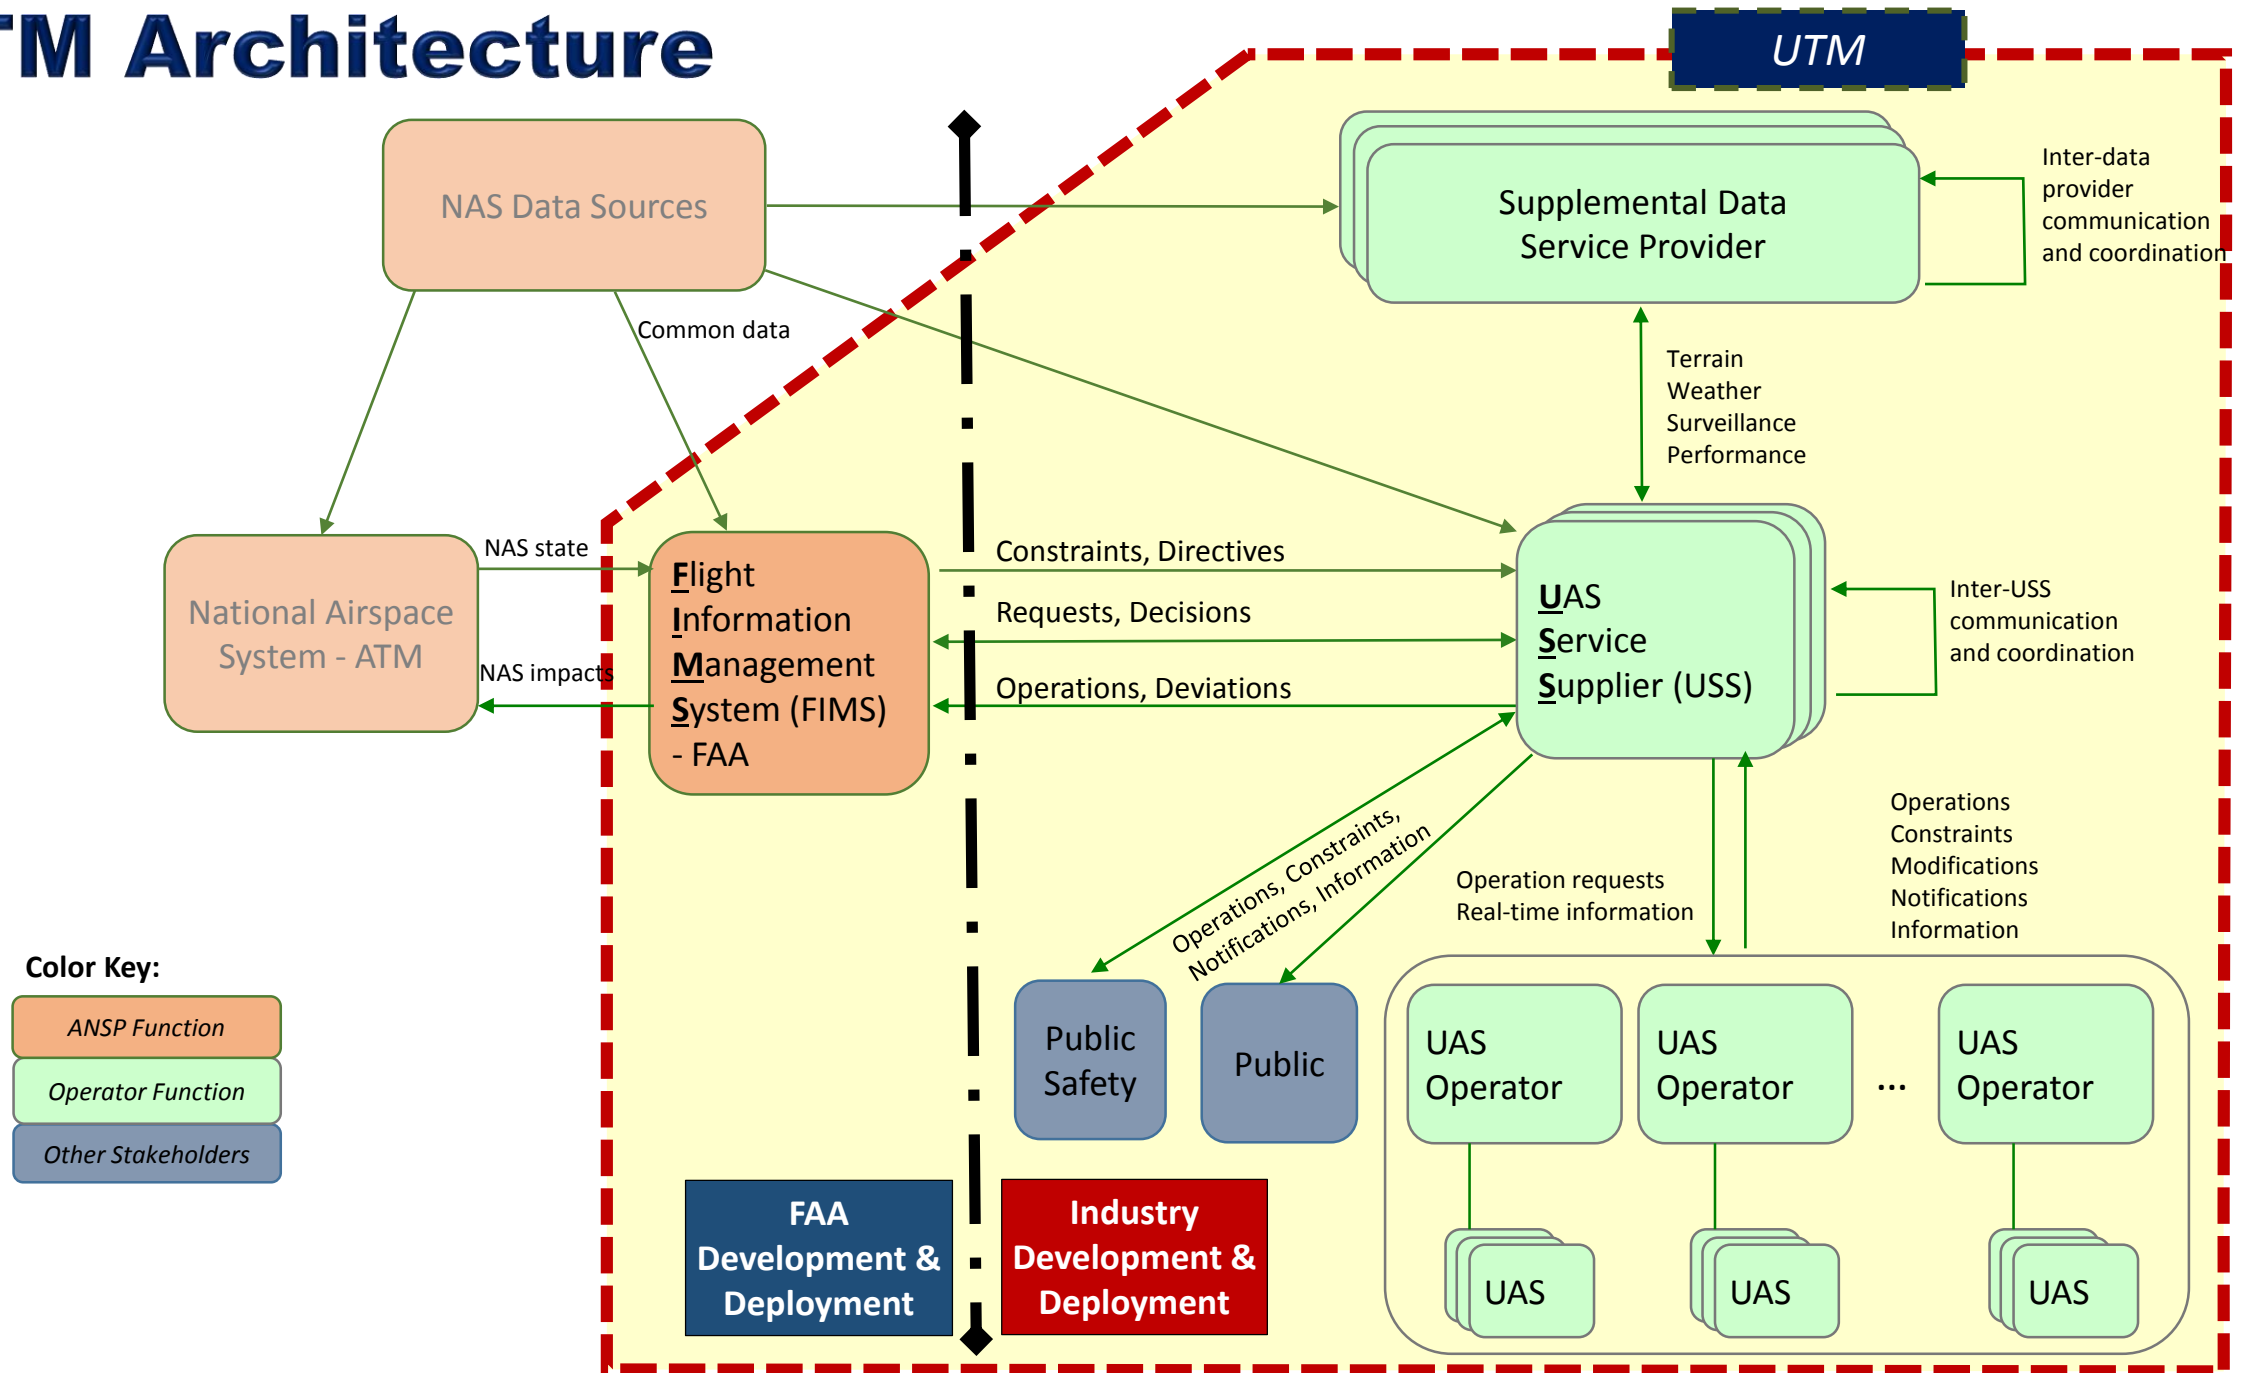 TM Architecture
UTM
NAS Data Sources
Supplemental Data
Service Provider
Inter-data
provider
communication
and coordination
Common data
Terrain
Weather
Surveillance
Performance
National Airspace
System - ATM
NAS state
NAS impacts
Flight
Information
Management
System (FIMS)
- FAA
Constraints, Directives
Requests, Decisions
Operations, Deviations
UAS
Service
Supplier (USS)
Inter-USS
communication
and coordination
Operations, Constraints,
Notifications, Information
Operation requests
Real-time information
Operations
Constraints
Modifications
Notifications
Information
Color Key:
ANSP Function
Operator Function
Other Stakeholders
Public
Safety
Public
UAS
Operator
UAS
Operator
...
UAS
Operator
UAS
UAS
UAS
FAA
Development &
Deployment
Industry
Development &
Deployment